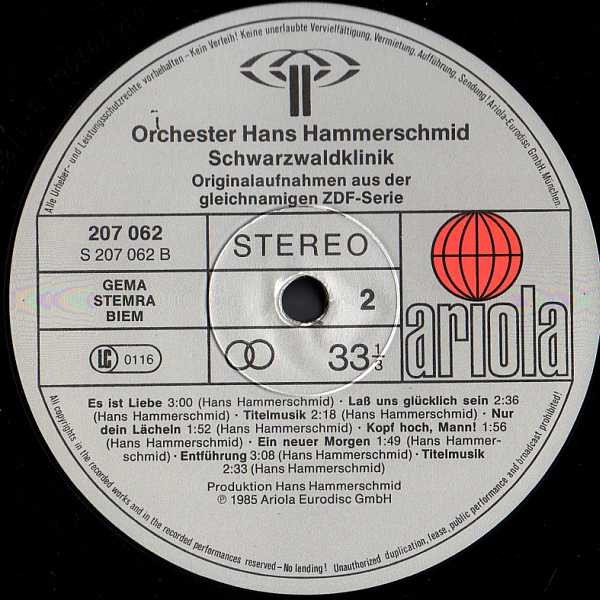 Alle Urheber- und Leistungsschutzrechte vorbehalten – Kein Verleih! Keine unerlaubte Vervielfältigung, Vermietung, Aufführung, Sendung! Ariola-Eurodisc GmbH, München.
Orchester Hans Hammerschmid
Schwarzwaldklinik
Originalaufnahmen aus der
gleichnamigen ZDF-Serie
207 062
S 207 062 B
STEREO
GEMA
STEMRA
BIEM
2
LC 0116
33 1/3
ariola
Es ist Liebe 3:00 (Hans Hammerschmid) · Laß uns glücklich sein 2:36
(Hans Hammerschmid) · Titelmusik 2:18 (Hans Hammerschmid) · Nur
dein Lächeln 1:52 (Hans Hammerschmid) · Kopf hoch, Mann! 1:56
(Hans Hammerschmid) · Ein neuer Morgen 1:49 (Hans Hammer-
schmid) · Entführung 3:08 (Hans Hammerschmid) · Titelmusik
2:33 (Hans Hammerschmid)
Produktion Hans Hammerschmid
℗ 1985 Ariola Eurodisc GmbH
All copyrights in the recorded works and in the recorded performances reserved – No lending! Unauthorized duplication, lease, public performance and broadcast prohibited!